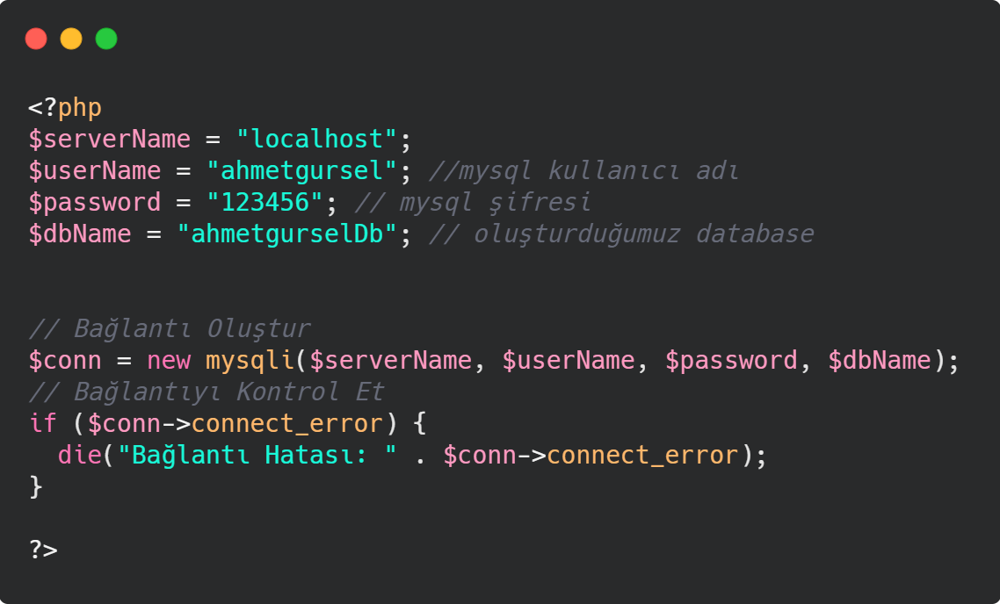 <?php
$serverName = "localhost";
$userName = "ahmetgursel"; //mysql kullanıcı adı
$password = "123456"; // mysql şifresi
$dbName = "ahmetgurselDb"; // oluşturduğumuz database
// Bağlantı Oluştur
$conn = new mysqli($serverName, $userName, $password, $dbName);
// Bağlantıyı Kontrol Et
if ($conn->connect_error) {
  die("Bağlantı Hatası: " . $conn->connect_error);
}
?>